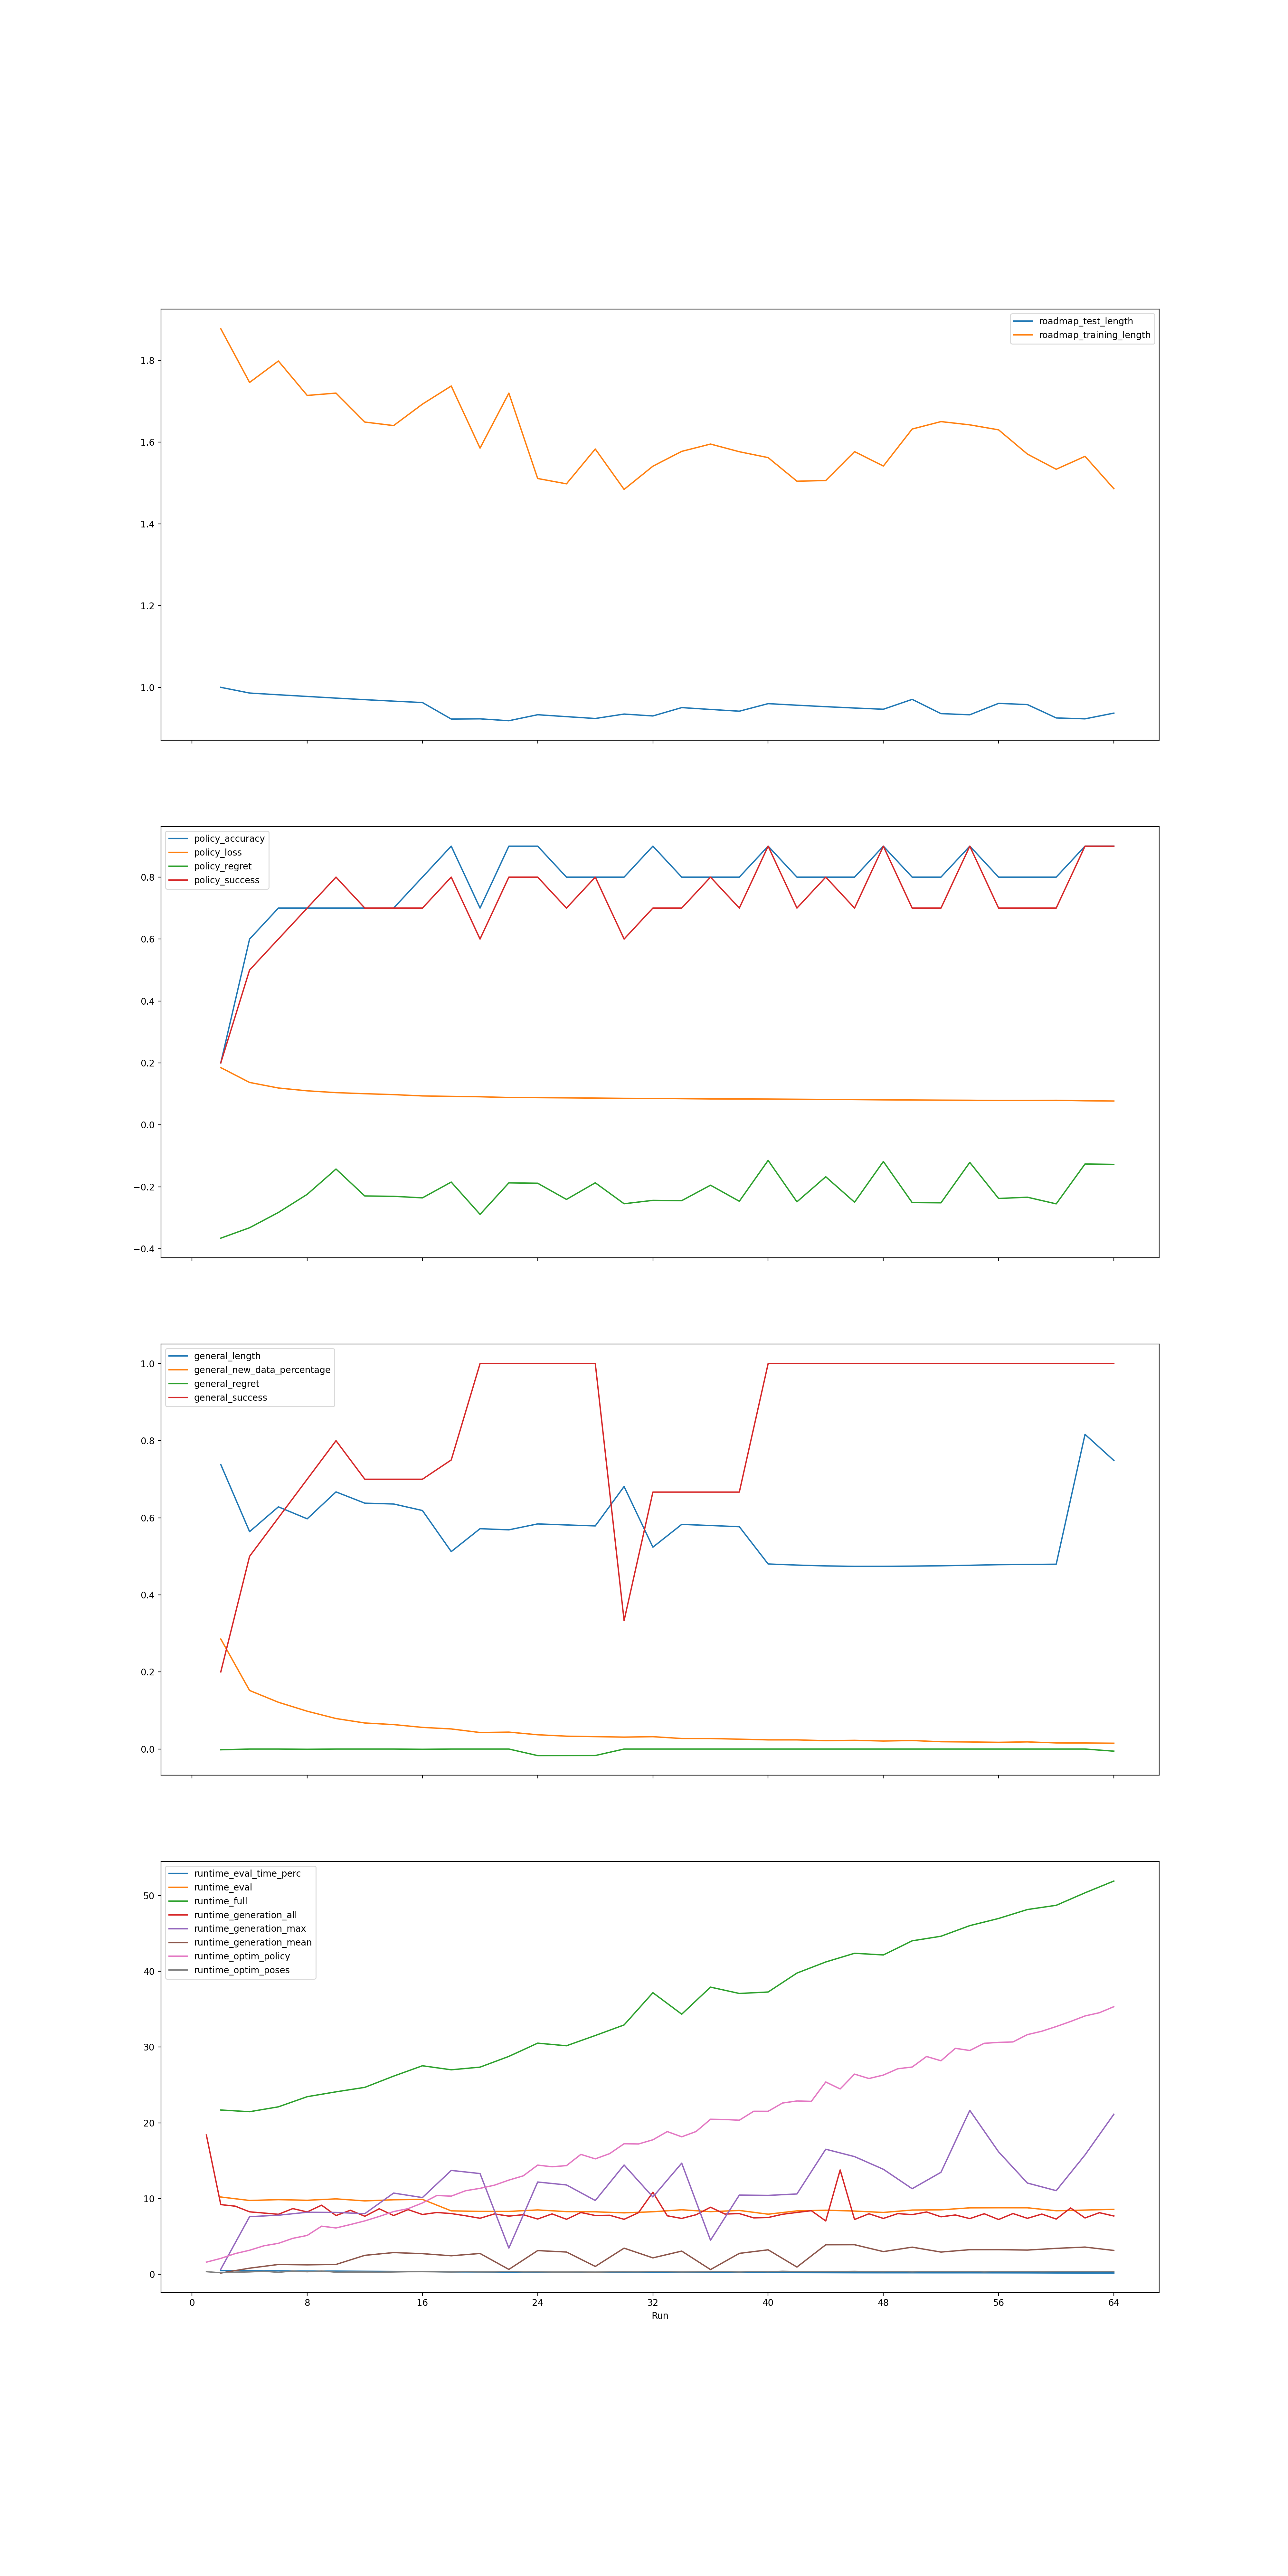 roadmap_test_length
roadmap_training_length
1.8
1.6
1.4
1.2
1.0
policy_accuracy
policy_loss
policy_regret
policy_success
0.8
0.6
0.4
0.2
0.0
−0.2
−0.4
general_length
general_new_data_percentage
general_regret
general_success
1.0
0.8
0.6
0.4
0.2
0.0
runtime_eval_time_perc
runtime_eval
runtime_full
runtime_generation_all
runtime_generation_max
runtime_generation_mean
runtime_optim_policy
runtime_optim_poses
50
40
30
20
10
0
0 8 16 24 32 40 48 56 64
Run